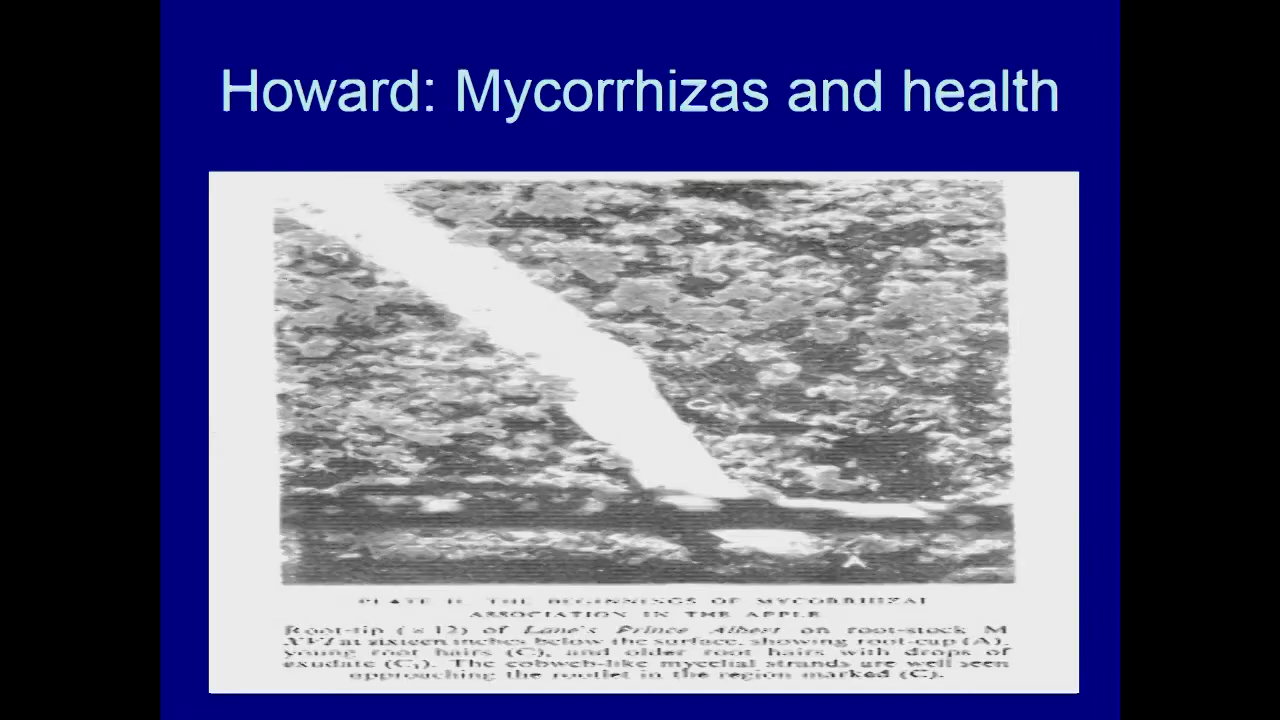 Howard: Mycorrhizas and health
C
A
PLATE II. THE BEGINNINGS OF MYCORRHIZAL
ASSOCIATION IN THE APPLE
Root-tip (×12) of Lane's Prince Albert on root-stock M
at sixteen inches below the surface, showing root-cap (A),
young root hairs (C), and older root hairs with drops of
exudate (C₁). The cobweb-like mycelial strands are well seen
approaching the rootlet in the region marked (C).